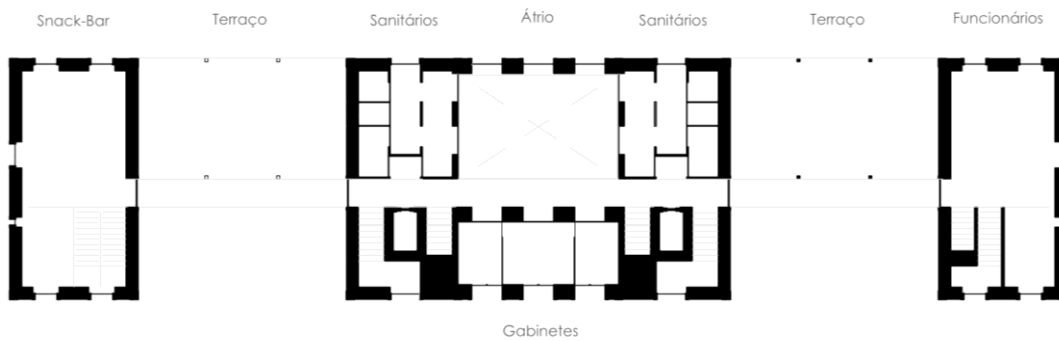 Snack-Bar
Terraço
Sanitários
Átrio
Sanitários
Terraço
Funcionários
Gabinetes